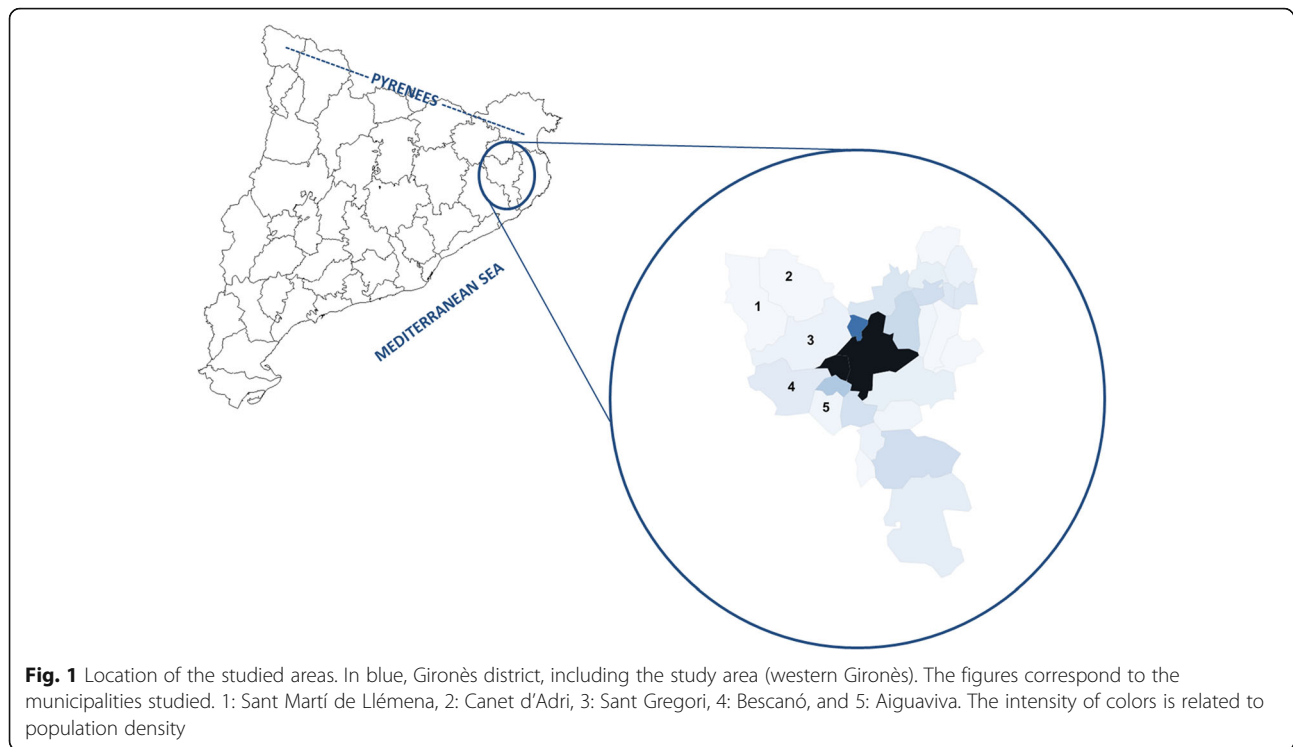 PYRENEES
MEDITERRANEAN SEA
2
1
3
4
5
Fig. 1 Location of the studied areas. In blue, Gironès district, including the study area (western Gironès). The figures correspond to the
municipalities studied. 1: Sant Martí de Llémena, 2: Canet d'Adri, 3: Sant Gregori, 4: Bescanó, and 5: Aiguaviva. The intensity of colors is related to
population density